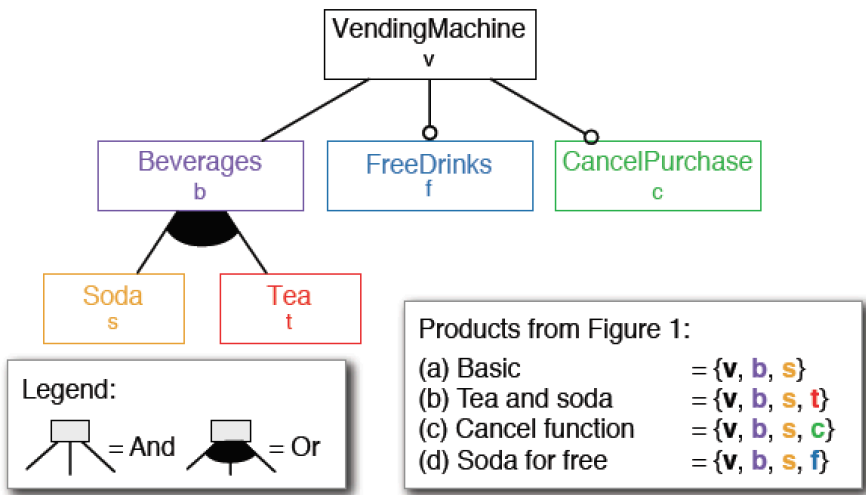 VendingMachine
v
Beverages
b
FreeDrinks
f
CancelPurchase
c
Soda
s
Tea
t
Legend:
= And
= Or
Products from Figure 1:
(a) Basic = {v, b, s}
(b) Tea and soda = {v, b, s, t}
(c) Cancel function = {v, b, s, c}
(d) Soda for free = {v, b, s, f}